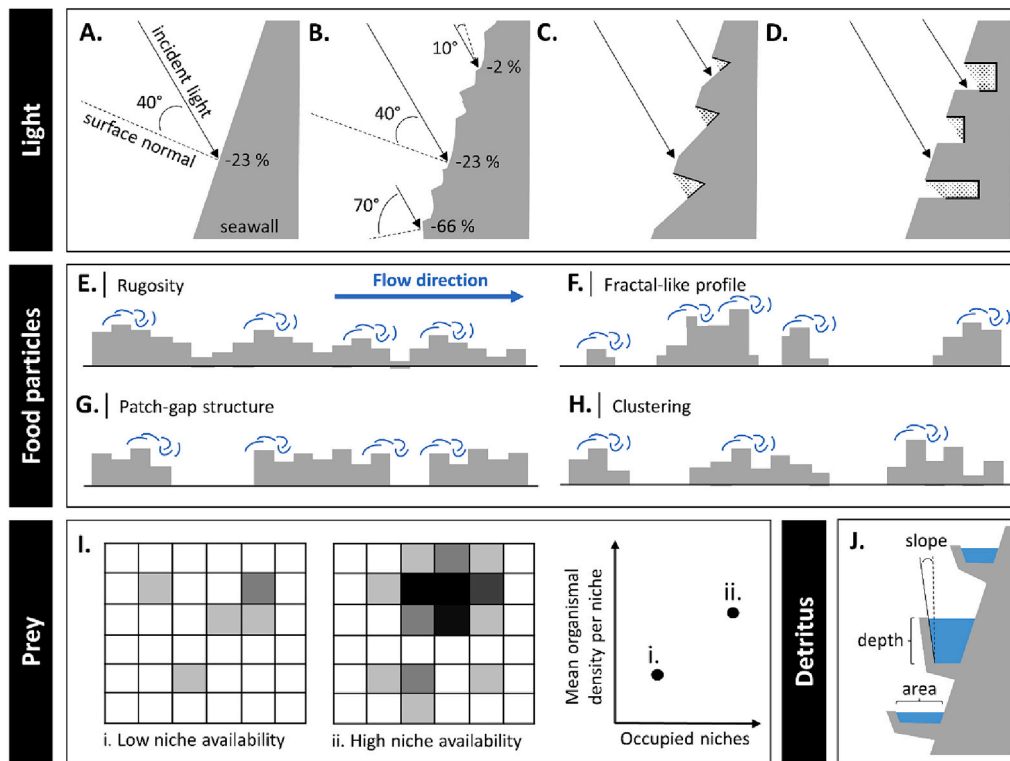 Light
A.
incident light
40°
surface normal
-23 %
seawall
B.
10°
-2 %
40°
-23 %
70°
-66 %
C.
D.
Food particles
E. | Rugosity
Flow direction
F. | Fractal-like profile
G. | Patch-gap structure
H. | Clustering
Prey
I.
i. Low niche availability
ii. High niche availability
Mean organismal
density per niche
i.
ii.
Occupied niches
Detritus
J.
slope
depth
area